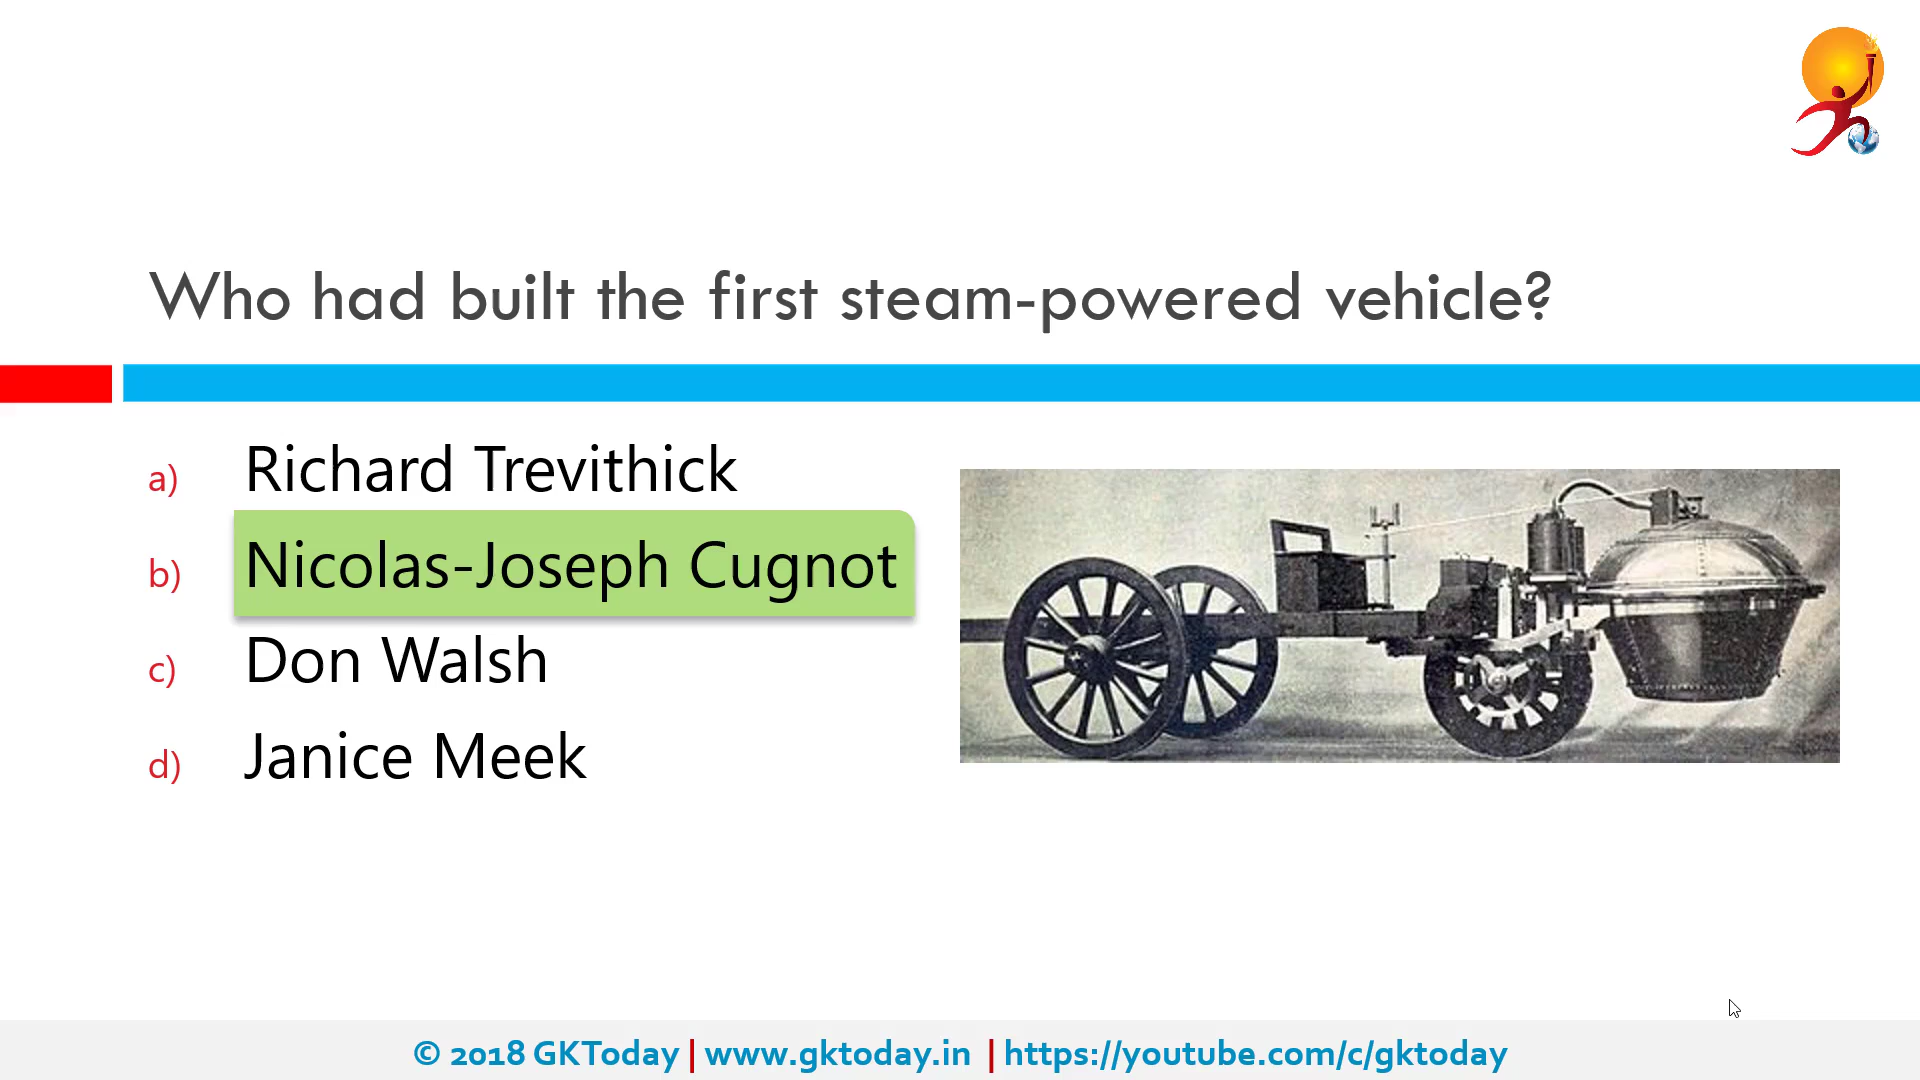 Who had built the first steam-powered vehicle?
a) Richard Trevithick
b) Nicolas-Joseph Cugnot
c) Don Walsh
d) Janice Meek
© 2018 GKToday | www.gktoday.in | https://youtube.com/c/gktoday